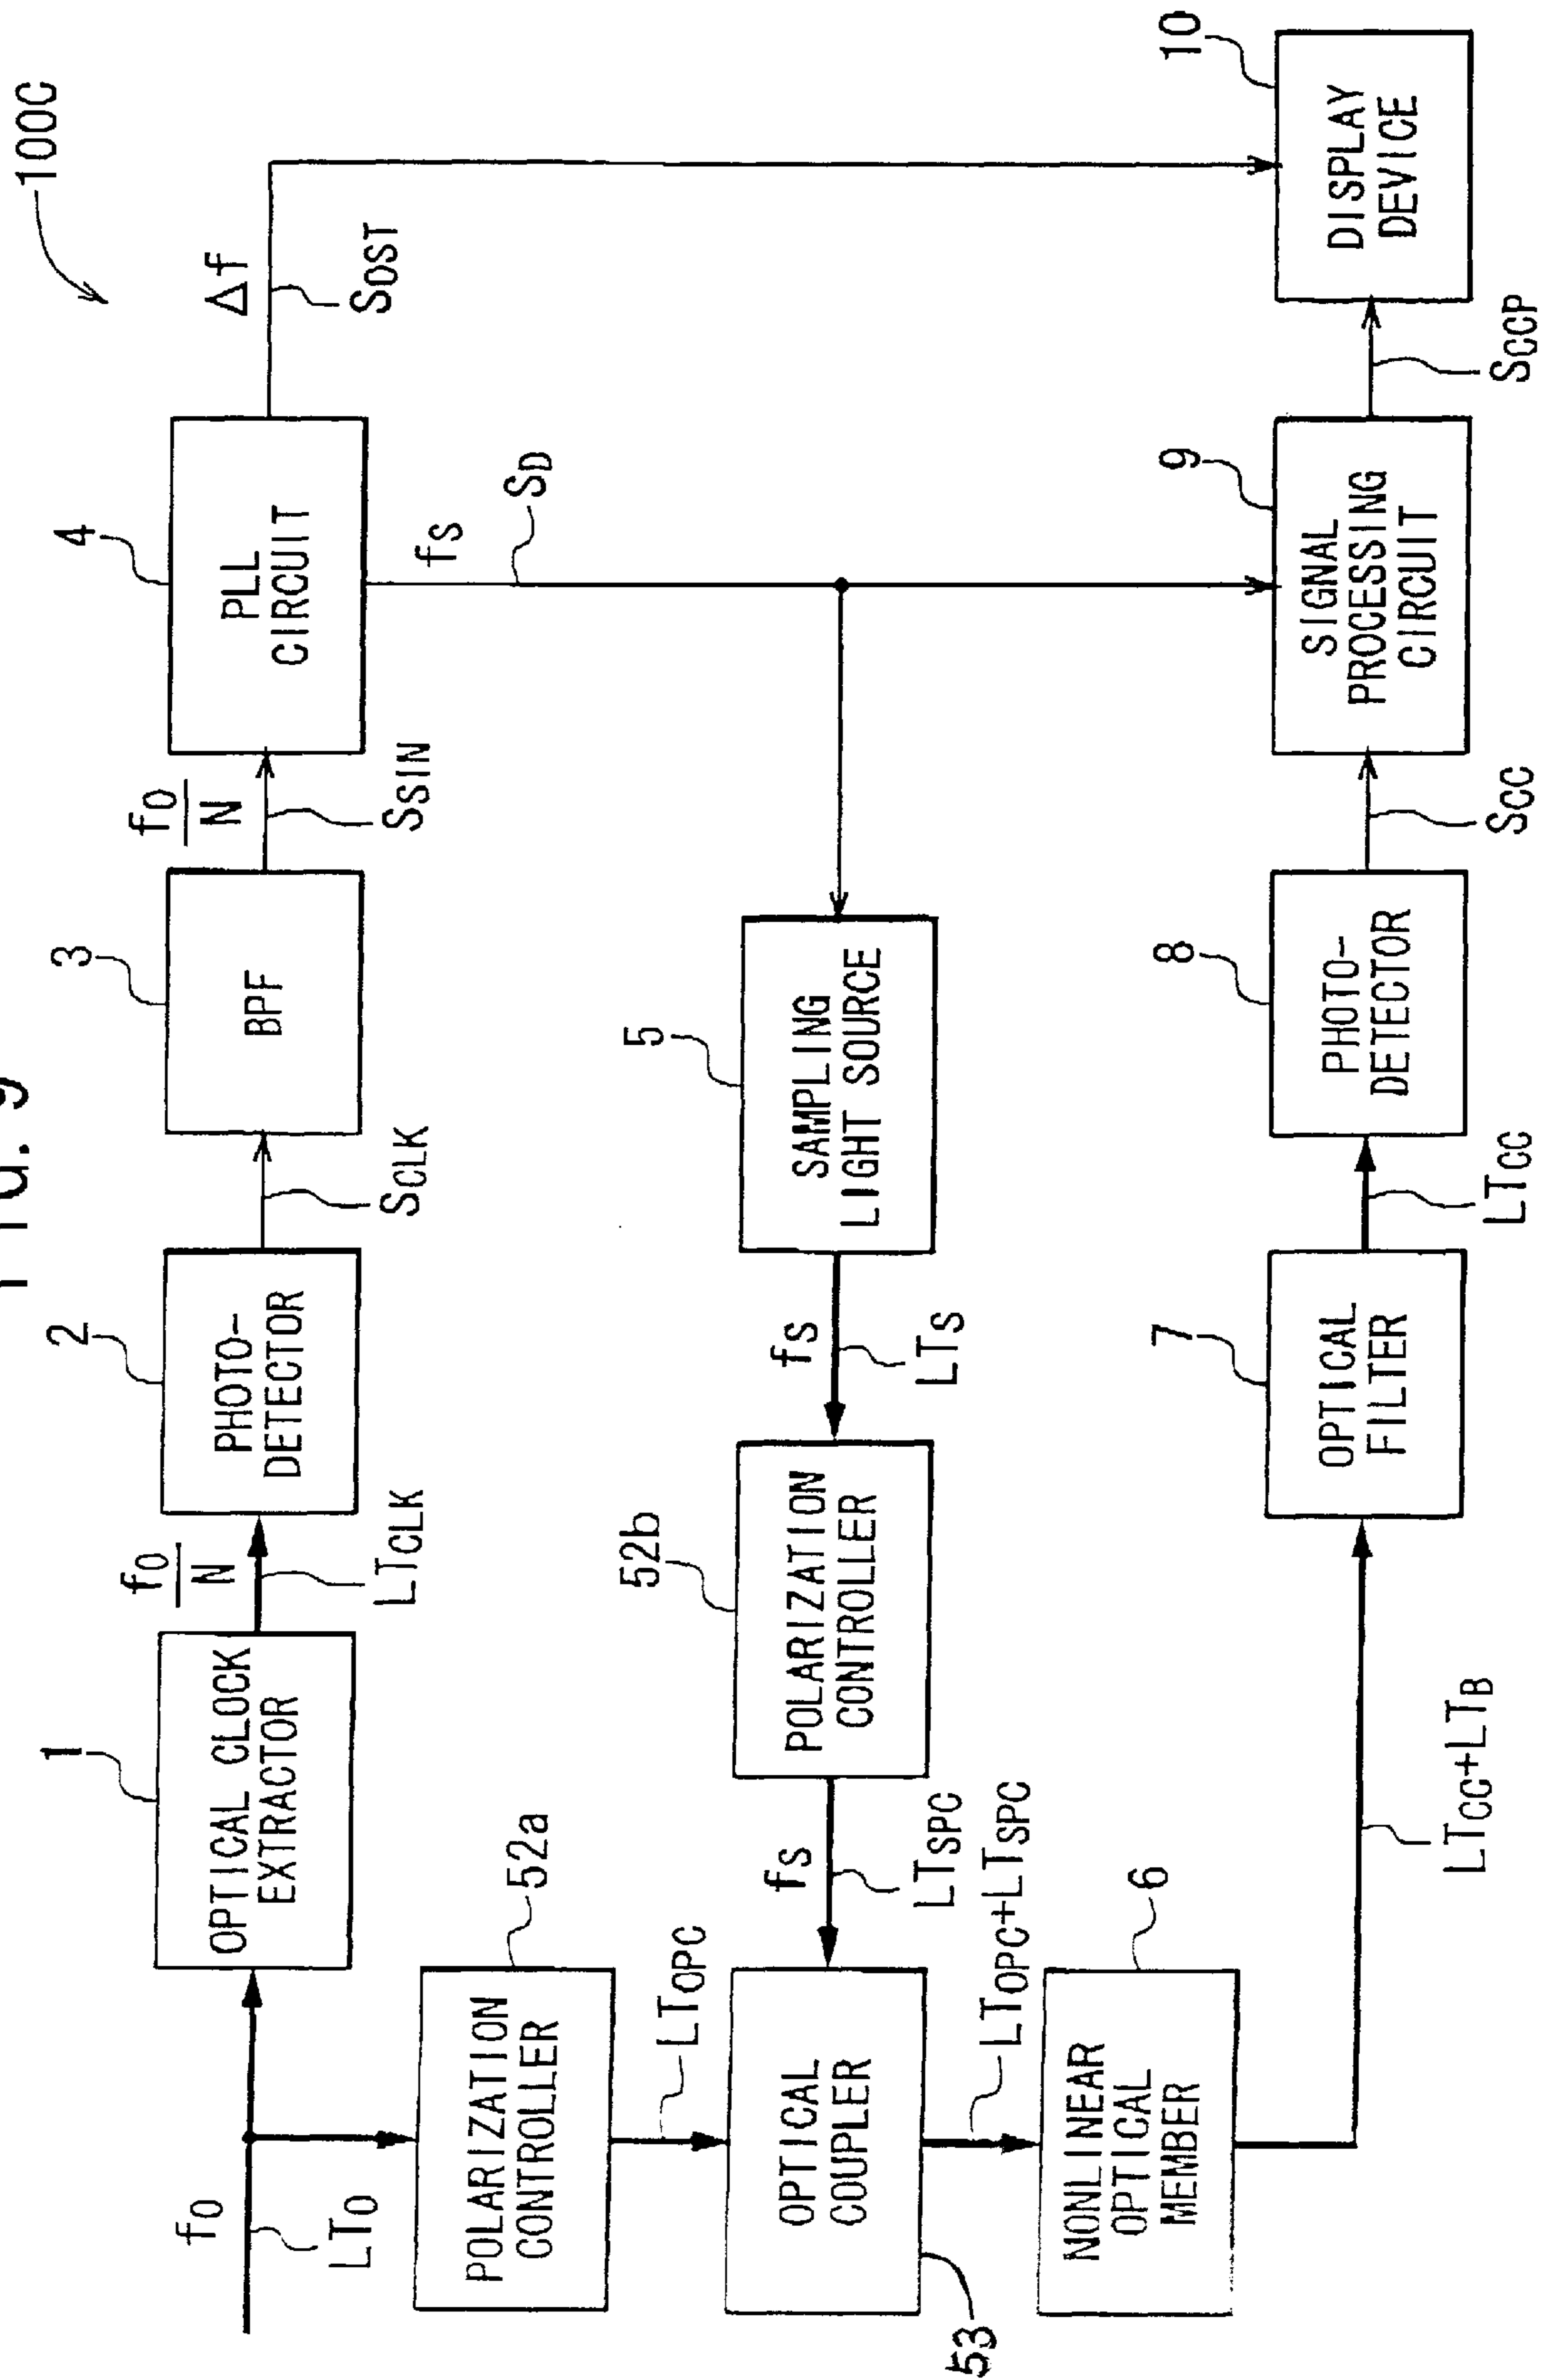 FIG. 9
100C
f0
LT0
1
OPTICAL CLOCK
EXTRACTOR
f0
N
LTCLK
2
PHOTO-
DETECTOR
SCLK
3
BPF
f0
N
SSIN
4
PLL
CIRCUIT
Δf
SOST
fS
SD
52a
POLARIZATION
CONTROLLER
LTOPC
53
OPTICAL
COUPLER
fS
LTSPC
52b
POLARIZATION
CONTROLLER
fS
LTS
5
SAMPLING
LIGHT SOURCE
LTOPC+LTSPC
6
NONLINEAR
OPTICAL
MEMBER
LTCC+LTB
7
OPTICAL
FILTER
LTCC
8
PHOTO-
DETECTOR
SCC
9
SIGNAL
PROCESSING
CIRCUIT
SCCP
10
DISPLAY
DEVICE